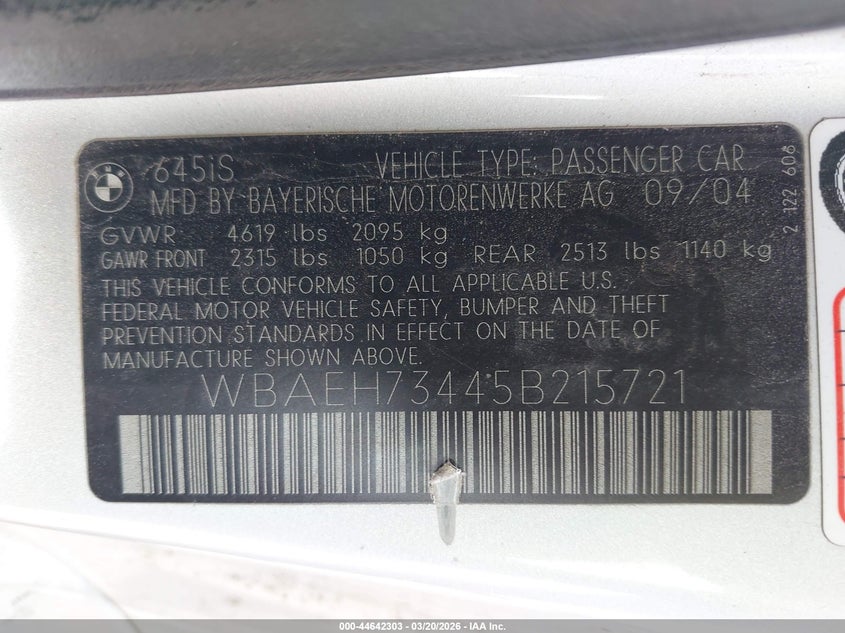 645iS VEHICLE TYPE: PASSENGER CAR
MFD BY BAYERISCHE MOTORENWERKE AG 09/04
GVWR 4619 lbs 2095 kg
GAWR FRONT 2315 lbs 1050 kg REAR 2513 lbs 1140 kg
THIS VEHICLE CONFORMS TO ALL APPLICABLE U.S.
FEDERAL MOTOR VEHICLE SAFETY, BUMPER AND THEFT
PREVENTION STANDARDS IN EFFECT ON THE DATE OF
MANUFACTURE SHOWN ABOVE.
WBAEH73445B215721
2 122 606
000-44642303 | 03/20/2026 | IAA Inc.